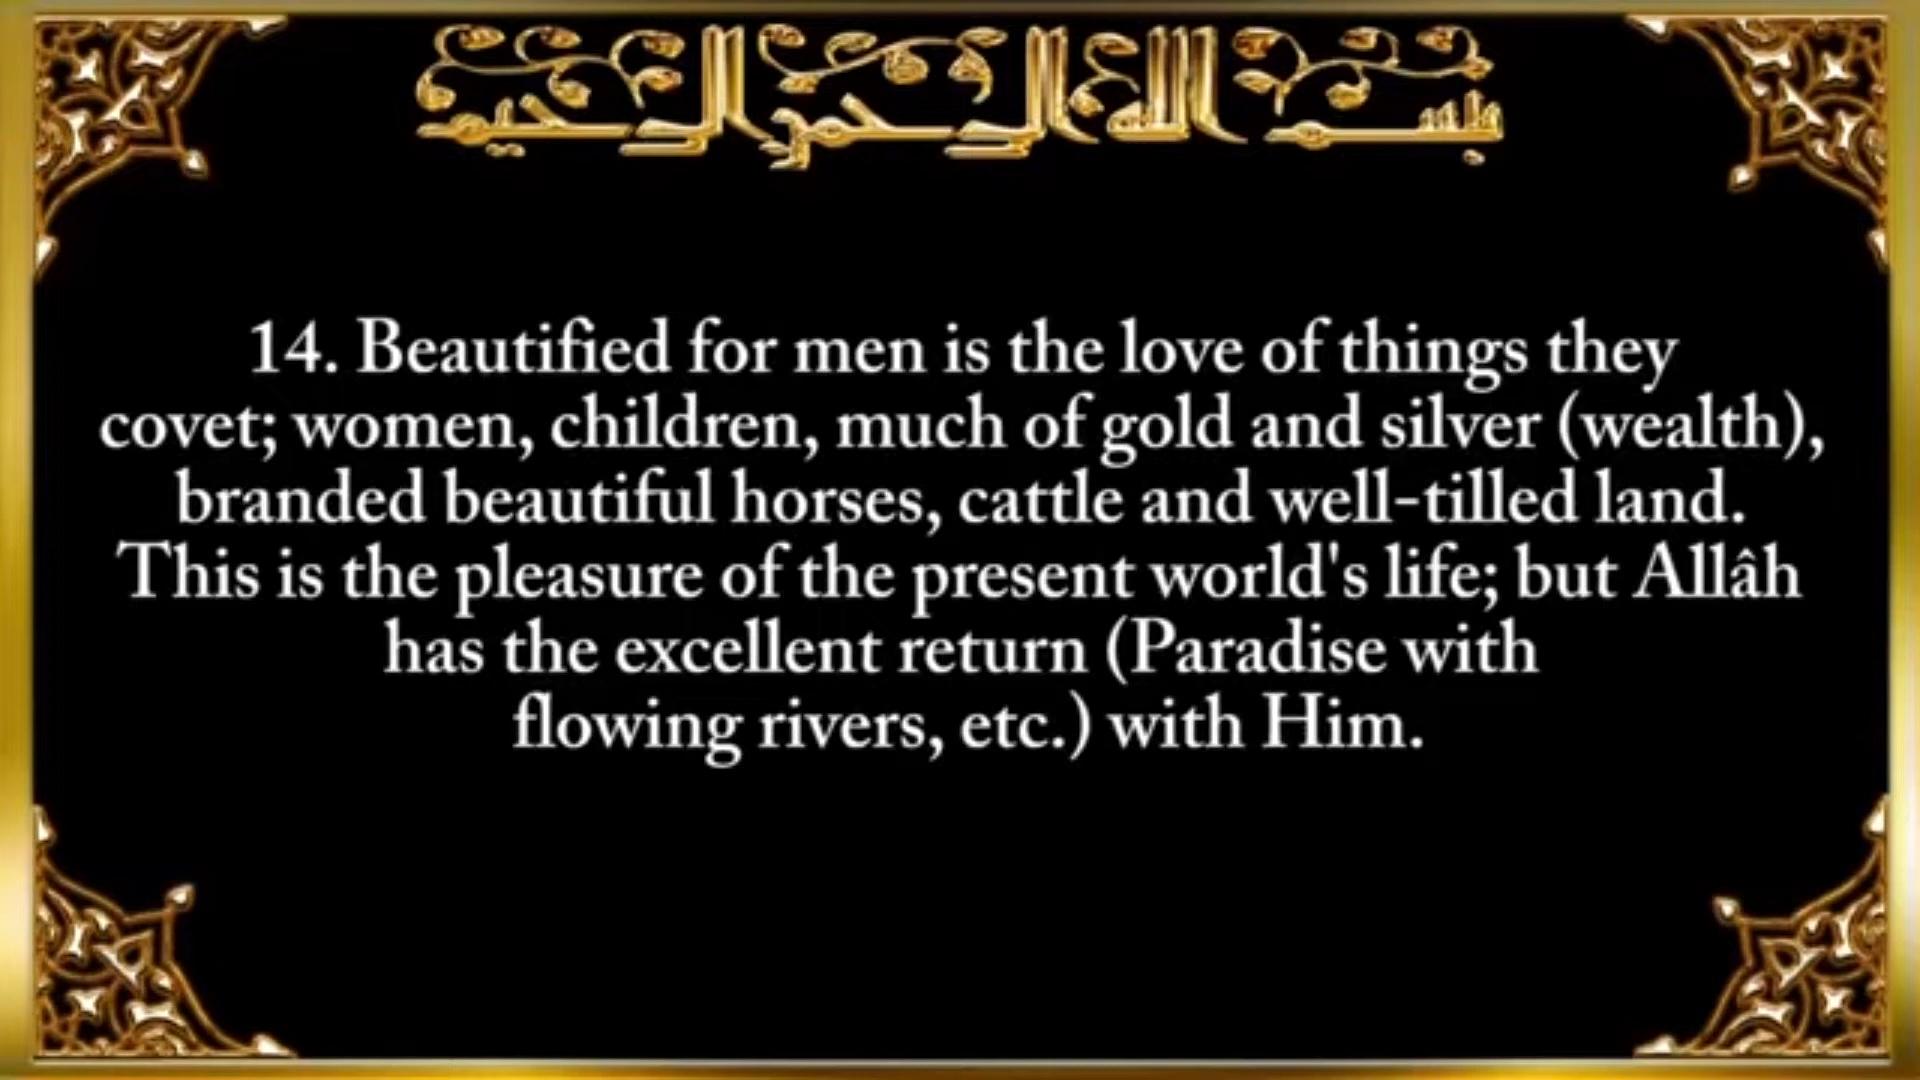 بسم الله الرحمن الرحيم
14. Beautified for men is the love of things they
covet; women, children, much of gold and silver (wealth),
branded beautiful horses, cattle and well-tilled land.
This is the pleasure of the present world's life; but Allâh
has the excellent return (Paradise with
flowing rivers, etc.) with Him.